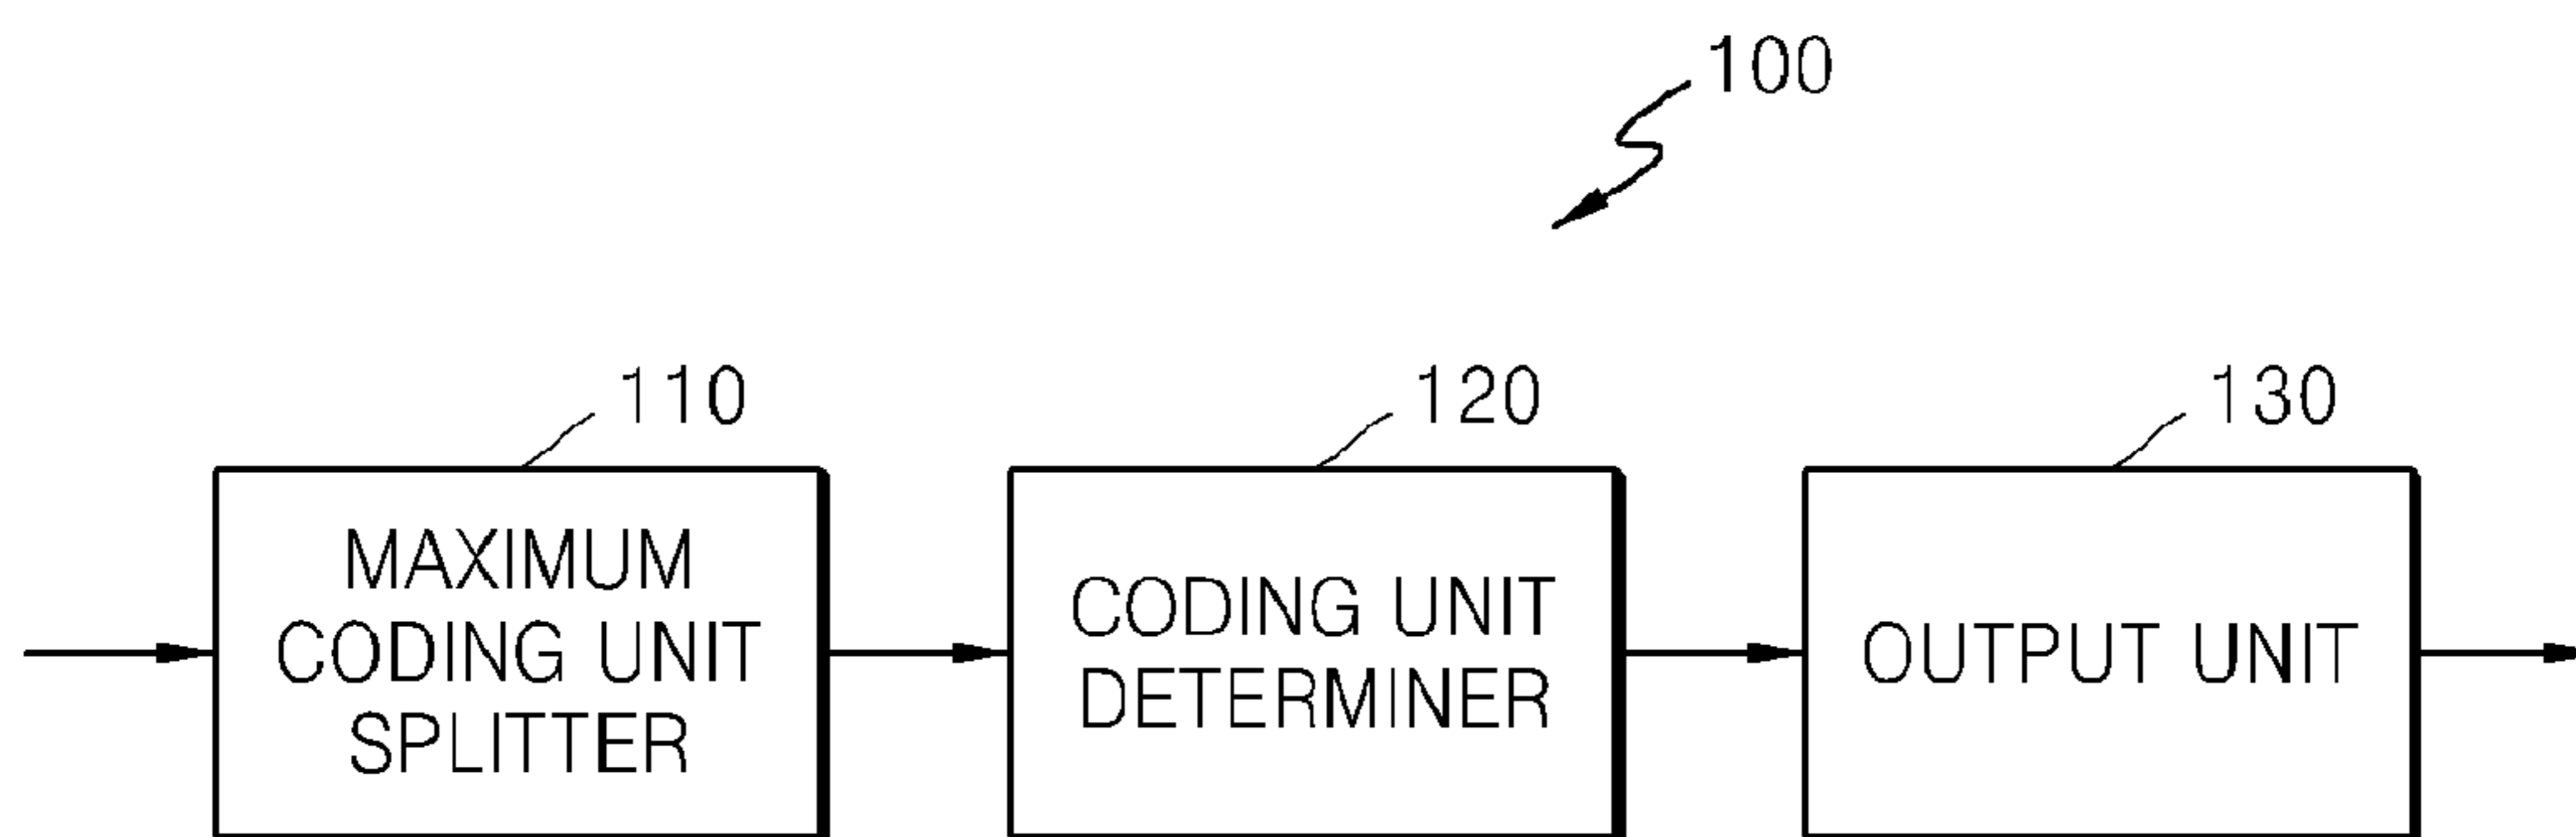 100
110
120
130
MAXIMUM
CODING UNIT
SPLITTER
CODING UNIT
DETERMINER
OUTPUT UNIT